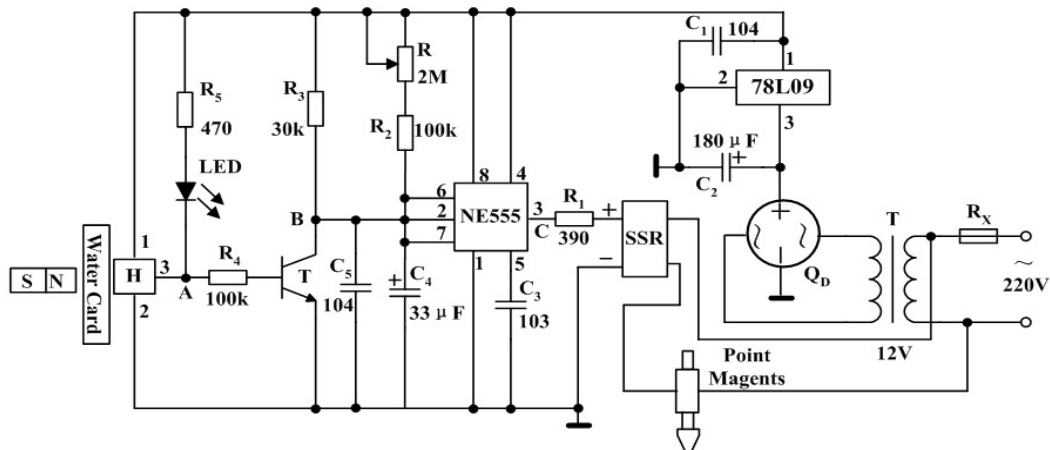 C1
104
1
2
78L09
3
180 μF
+
C2
R5
470
LED
R3
30k
R
2M
R2
100k
8
4
6
2
7
NE555
3
C
1
5
R1
390
+
−
SSR
+
QD
T
12V
RX
~
220V
B
S N
Water Card
1
H
3
2
A
R4
100k
T
C5
104
+
C4
33 μF
C3
103
Point
Magents